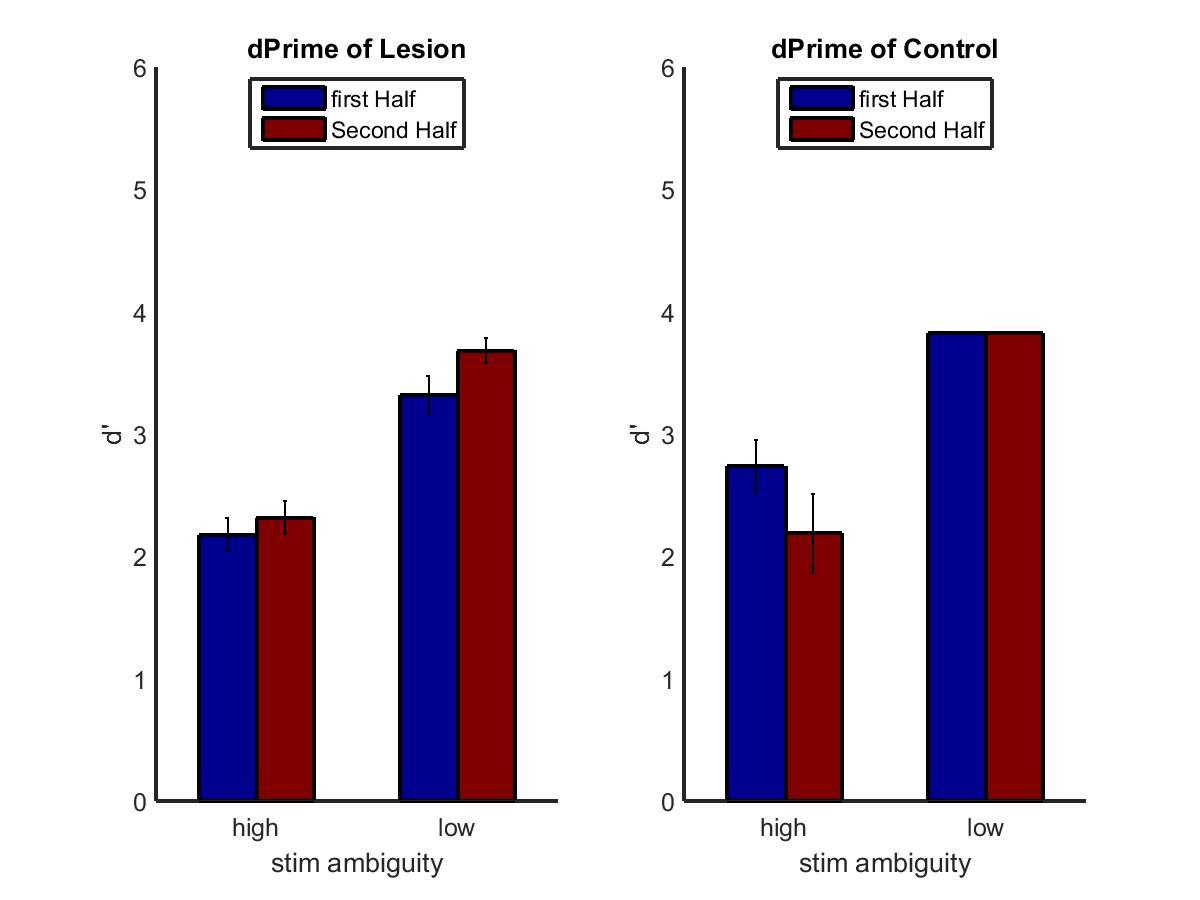 dPrime of Lesion
first Half
Second Half
6
5
4
3
2
1
0
d'
high low
stim ambiguity
dPrime of Control
first Half
Second Half
6
5
4
3
2
1
0
d'
high low
stim ambiguity